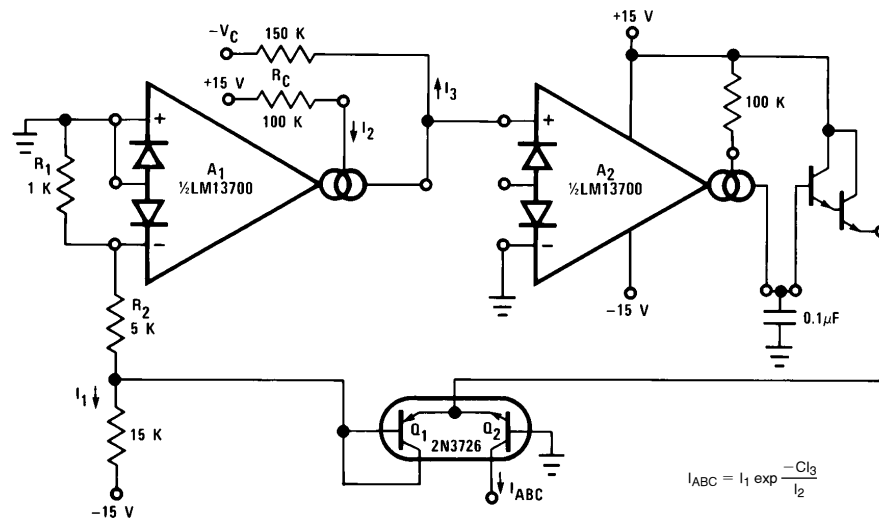 −VC
150 K
+15 V
RC
100 K
I2
I3
+
−
A1
½LM13700
R1
1 K
R2
5 K
I1
15 K
−15 V
+15 V
100 K
+
−
A2
½LM13700
−15 V
0.1μF
Q1
Q2
2N3726
IABC
IABC = I1 exp −CI3 / I2